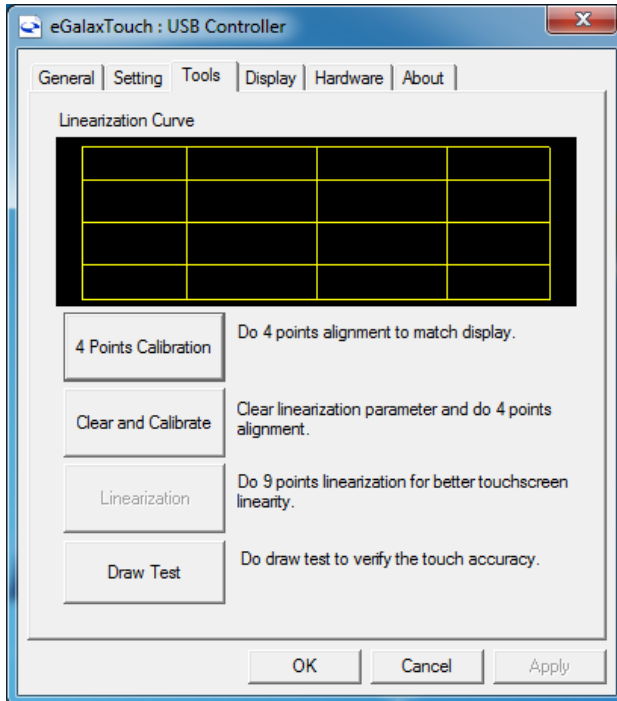 eGalaxTouch : USB Controller
General Setting Tools Display Hardware About
Linearization Curve
4 Points Calibration
Do 4 points alignment to match display.
Clear and Calibrate
Clear linearization parameter and do 4 points
alignment.
Linearization
Do 9 points linearization for better touchscreen
linearity.
Draw Test
Do draw test to verify the touch accuracy.
OK Cancel Apply